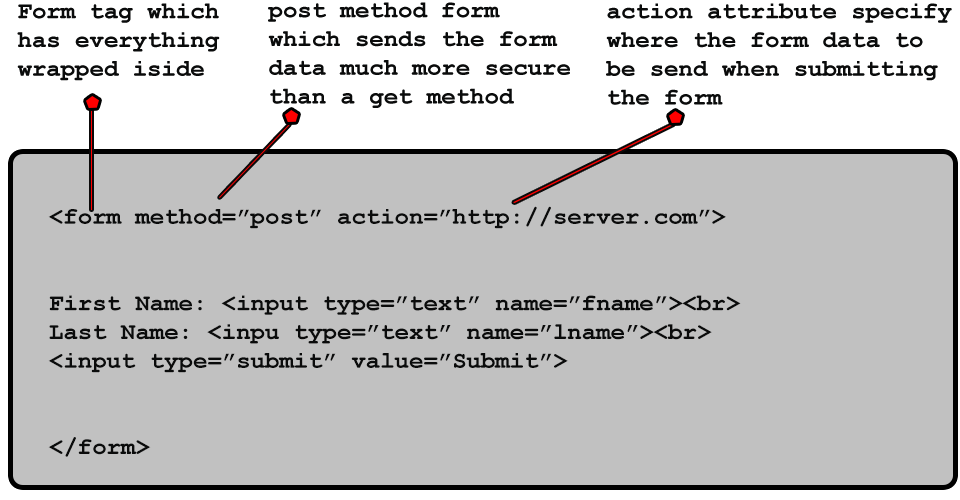 Form tag which
has everything
wrapped iside
post method form
which sends the form
data much more secure
than a get method
action attribute specify
where the form data to
be send when submitting
the form
<form method=”post” action=”http://server.com”>
First Name: <input type=”text” name=”fname”><br>
Last Name: <inpu type=”text” name=”lname”><br>
<input type=”submit” value=”Submit”>
</form>